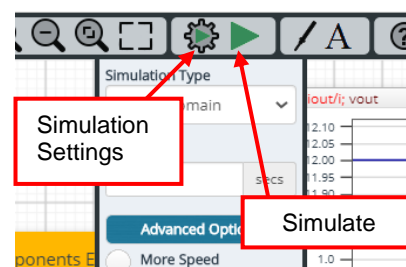 A
Simulation Type
main
iout/i; vout
Simulation
Settings
12.10
12.05
12.00
11.95
11.90
secs
Simulate
Advanced Optio
ponents E
More Speed
1.0